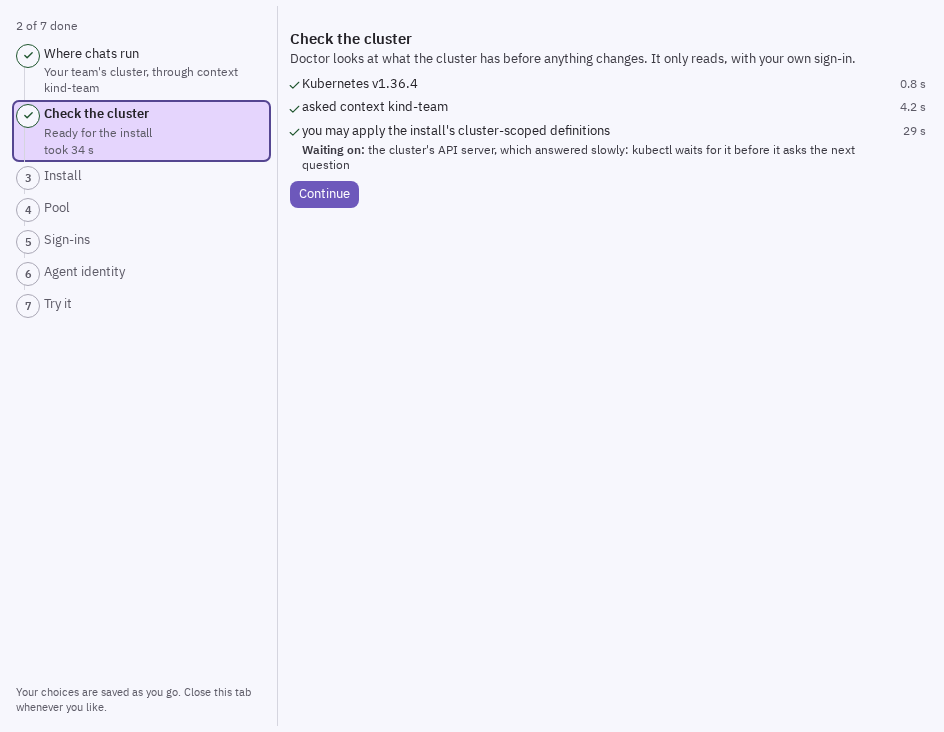 2 of 7 done
Where chats run
Your team's cluster, through context
kind-team
Check the cluster
Ready for the install
took 34 s
3 Install
4 Pool
5 Sign-ins
6 Agent identity
7 Try it
Your choices are saved as you go. Close this tab
whenever you like.
Check the cluster
Doctor looks at what the cluster has before anything changes. It only reads, with your own sign-in.
Kubernetes v1.36.4 0.8 s
asked context kind-team 4.2 s
you may apply the install's cluster-scoped definitions 29 s
Waiting on: the cluster's API server, which answered slowly: kubectl waits for it before it asks the next
question
Continue